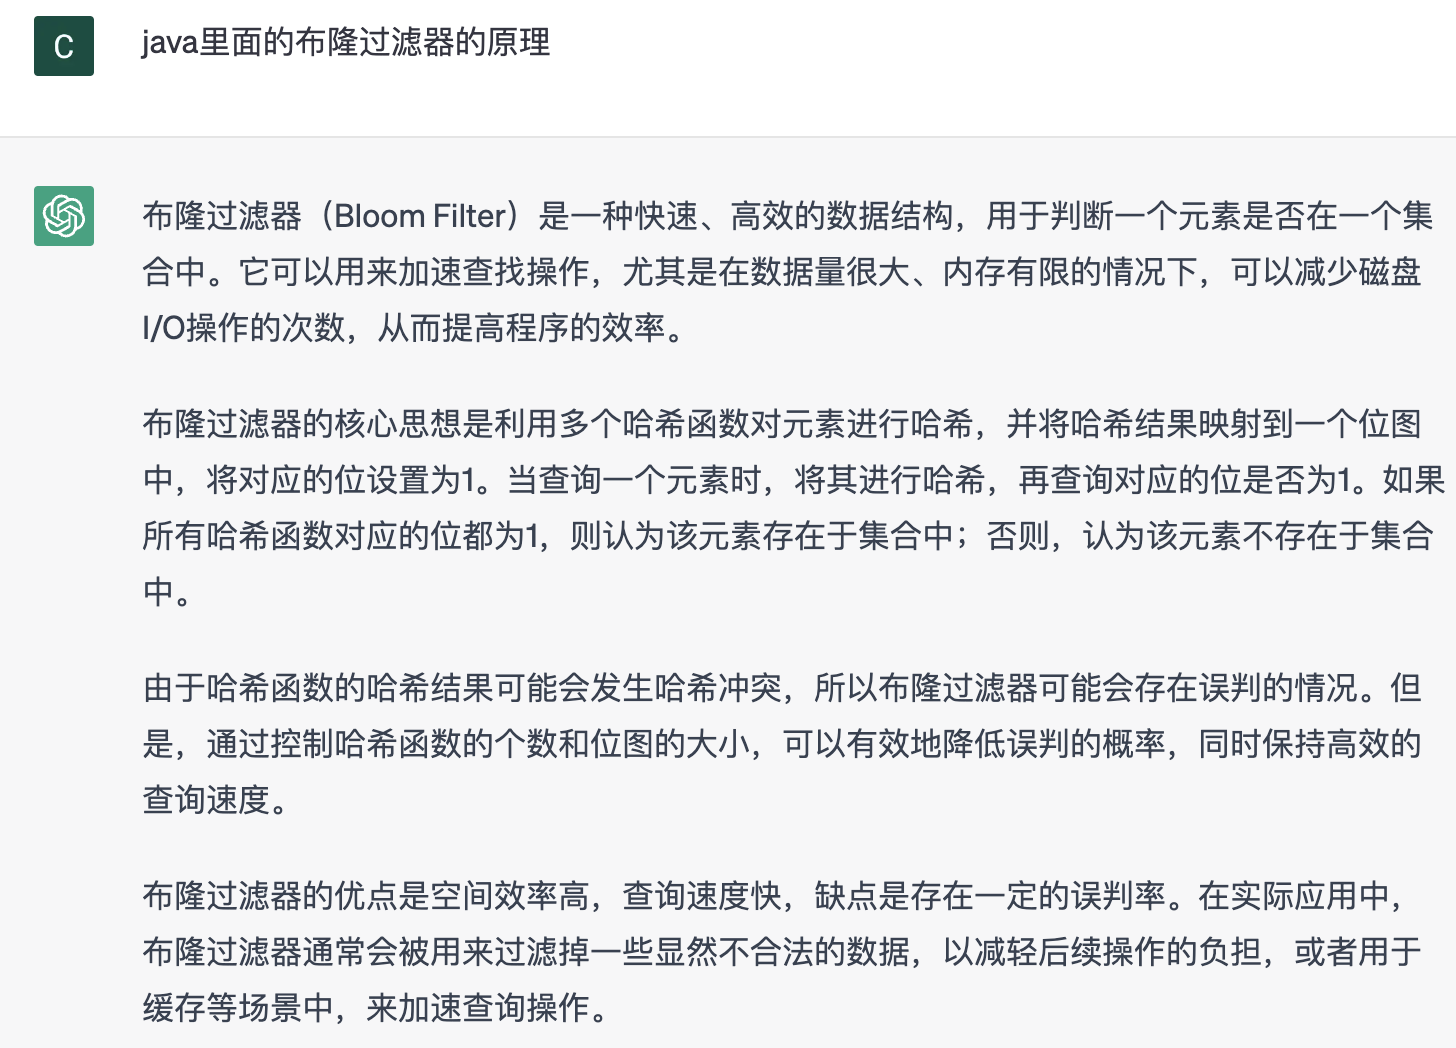 C
java里面的布隆过滤器的原理
布隆过滤器（Bloom Filter）是一种快速、高效的数据结构，用于判断一个元素是否在一个集
合中。它可以用来加速查找操作，尤其是在数据量很大、内存有限的情况下，可以减少磁盘
I/O操作的次数，从而提高程序的效率。
布隆过滤器的核心思想是利用多个哈希函数对元素进行哈希，并将哈希结果映射到一个位图
中，将对应的位设置为1。当查询一个元素时，将其进行哈希，再查询对应的位是否为1。如果
所有哈希函数对应的位都为1，则认为该元素存在于集合中；否则，认为该元素不存在于集合
中。
由于哈希函数的哈希结果可能会发生哈希冲突，所以布隆过滤器可能会存在误判的情况。但
是，通过控制哈希函数的个数和位图的大小，可以有效地降低误判的概率，同时保持高效的
查询速度。
布隆过滤器的优点是空间效率高，查询速度快，缺点是存在一定的误判率。在实际应用中，
布隆过滤器通常会被用来过滤掉一些显然不合法的数据，以减轻后续操作的负担，或者用于
缓存等场景中，来加速查询操作。